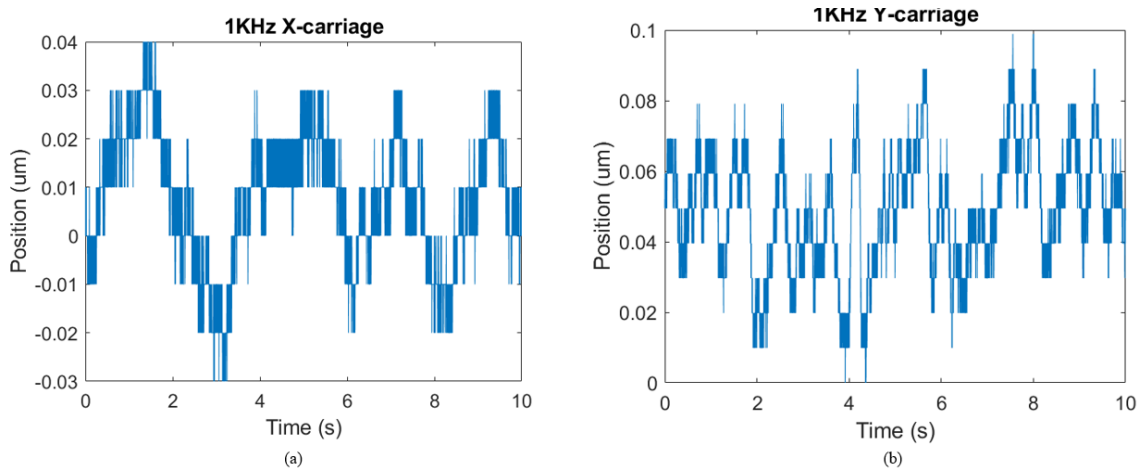 1KHz X-carriage
0.04
0.03
0.02
0.01
0
-0.01
-0.02
-0.03
Position (um)
0 2 4 6 8 10
Time (s)
(a)
1KHz Y-carriage
0.1
0.08
0.06
0.04
0.02
0
Position (um)
0 2 4 6 8 10
Time (s)
(b)